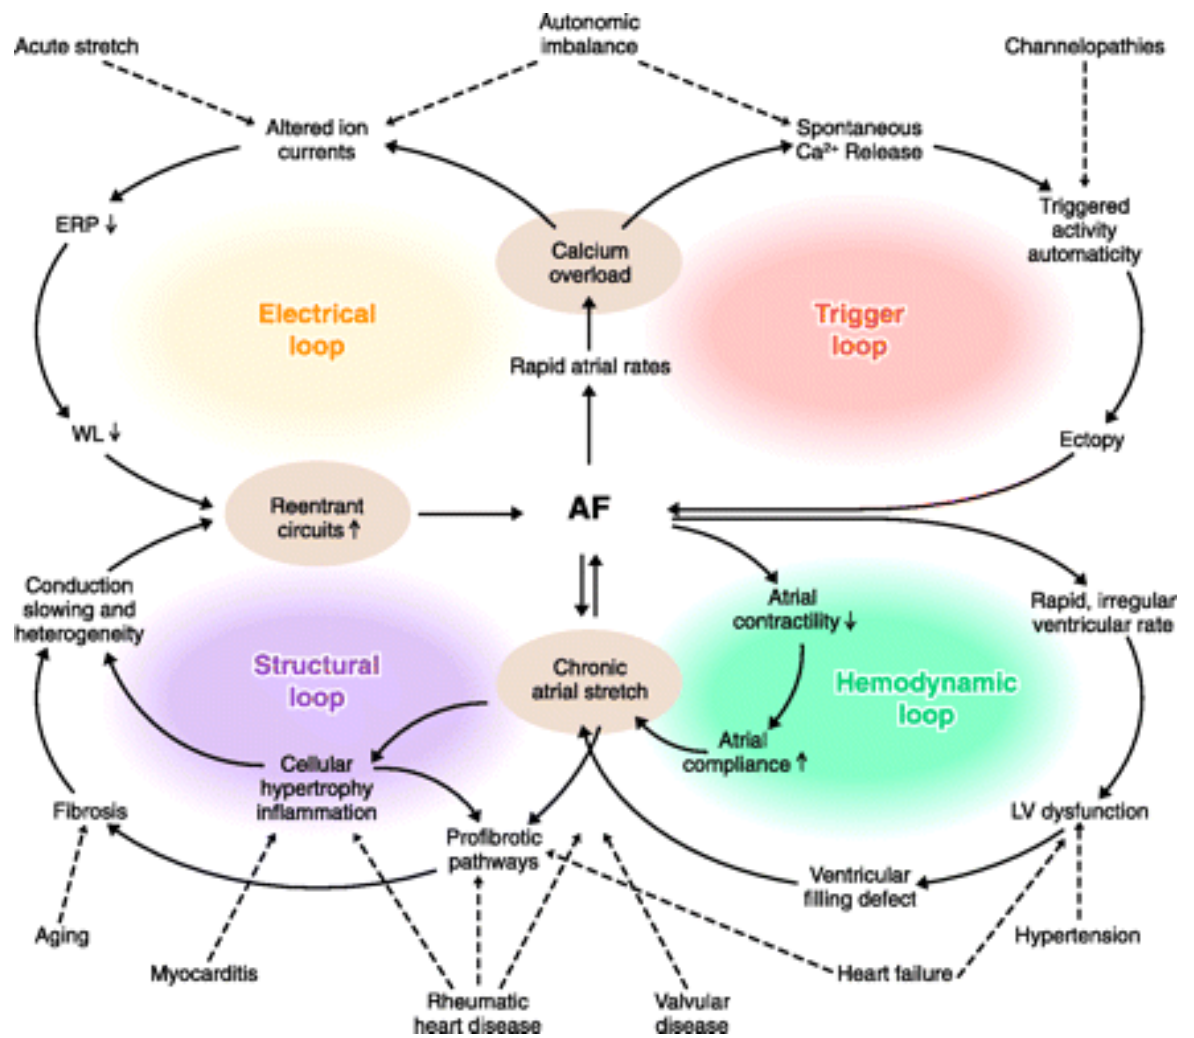 Acute stretch
Autonomic
imbalance
Channelopathies
Altered ion
currents
Spontaneous
Ca²⁺ Release
ERP ↓
Calcium
overload
Triggered
activity
automaticity
Electrical
loop
Trigger
loop
Rapid atrial rates
WL ↓
Ectopy
Reentrant
circuits ↑
AF
Conduction
slowing and
heterogeneity
Atrial
contractility ↓
Rapid, irregular
ventricular rate
Structural
loop
Chronic
atrial stretch
Hemodynamic
loop
Atrial
compliance ↑
Cellular
hypertrophy
inflammation
Fibrosis
LV dysfunction
Profibrotic
pathways
Ventricular
filling defect
Aging
Hypertension
Myocarditis
Heart failure
Rheumatic
heart disease
Valvular
disease